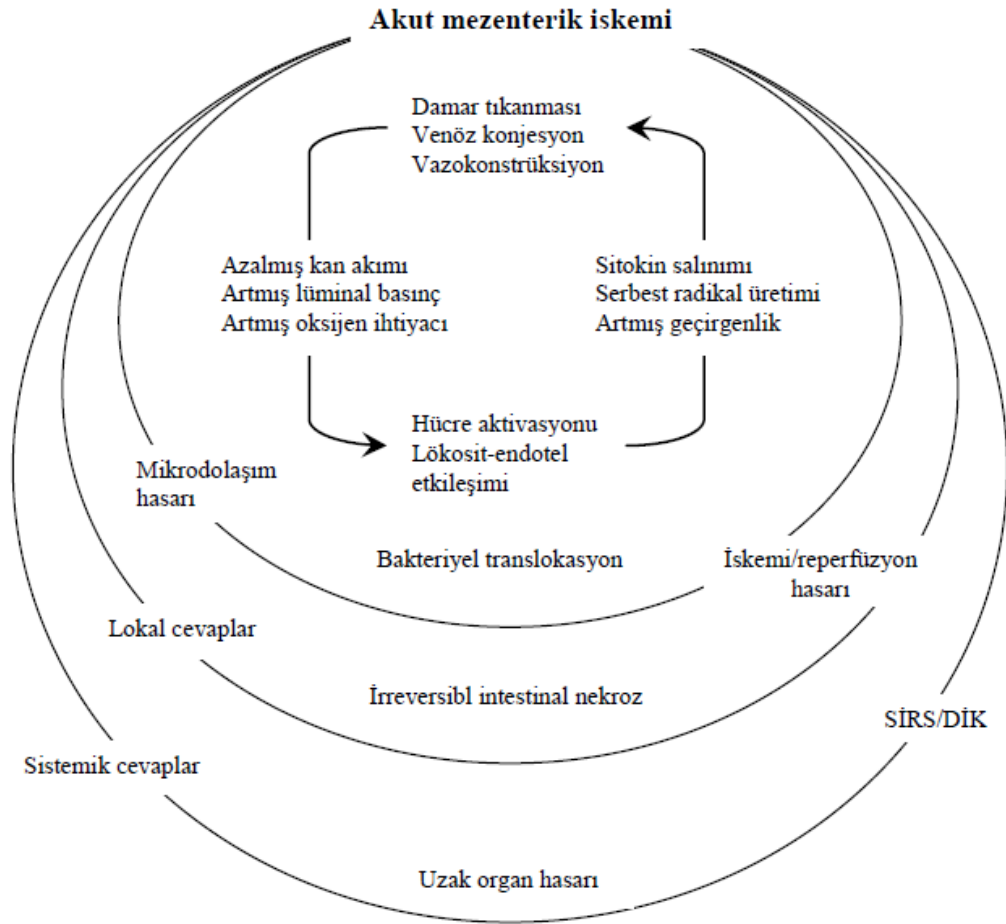 Akut mezenterik iskemi
Damar tıkanması
Venöz konjesyon
Vazokonstrüksiyon
Azalmış kan akımı
Artmış lüminal basınç
Artmış oksijen ihtiyacı
Sitokin salınımı
Serbest radikal üretimi
Artmış geçirgenlik
Hücre aktivasyonu
Lökosit-endotel
etkileşimi
Mikrodolaşım
hasarı
Bakteriyel translokasyon
İskemi/reperfüzyon
hasarı
Lokal cevaplar
İrreversibl intestinal nekroz
SİRS/DİK
Sistemik cevaplar
Uzak organ hasarı